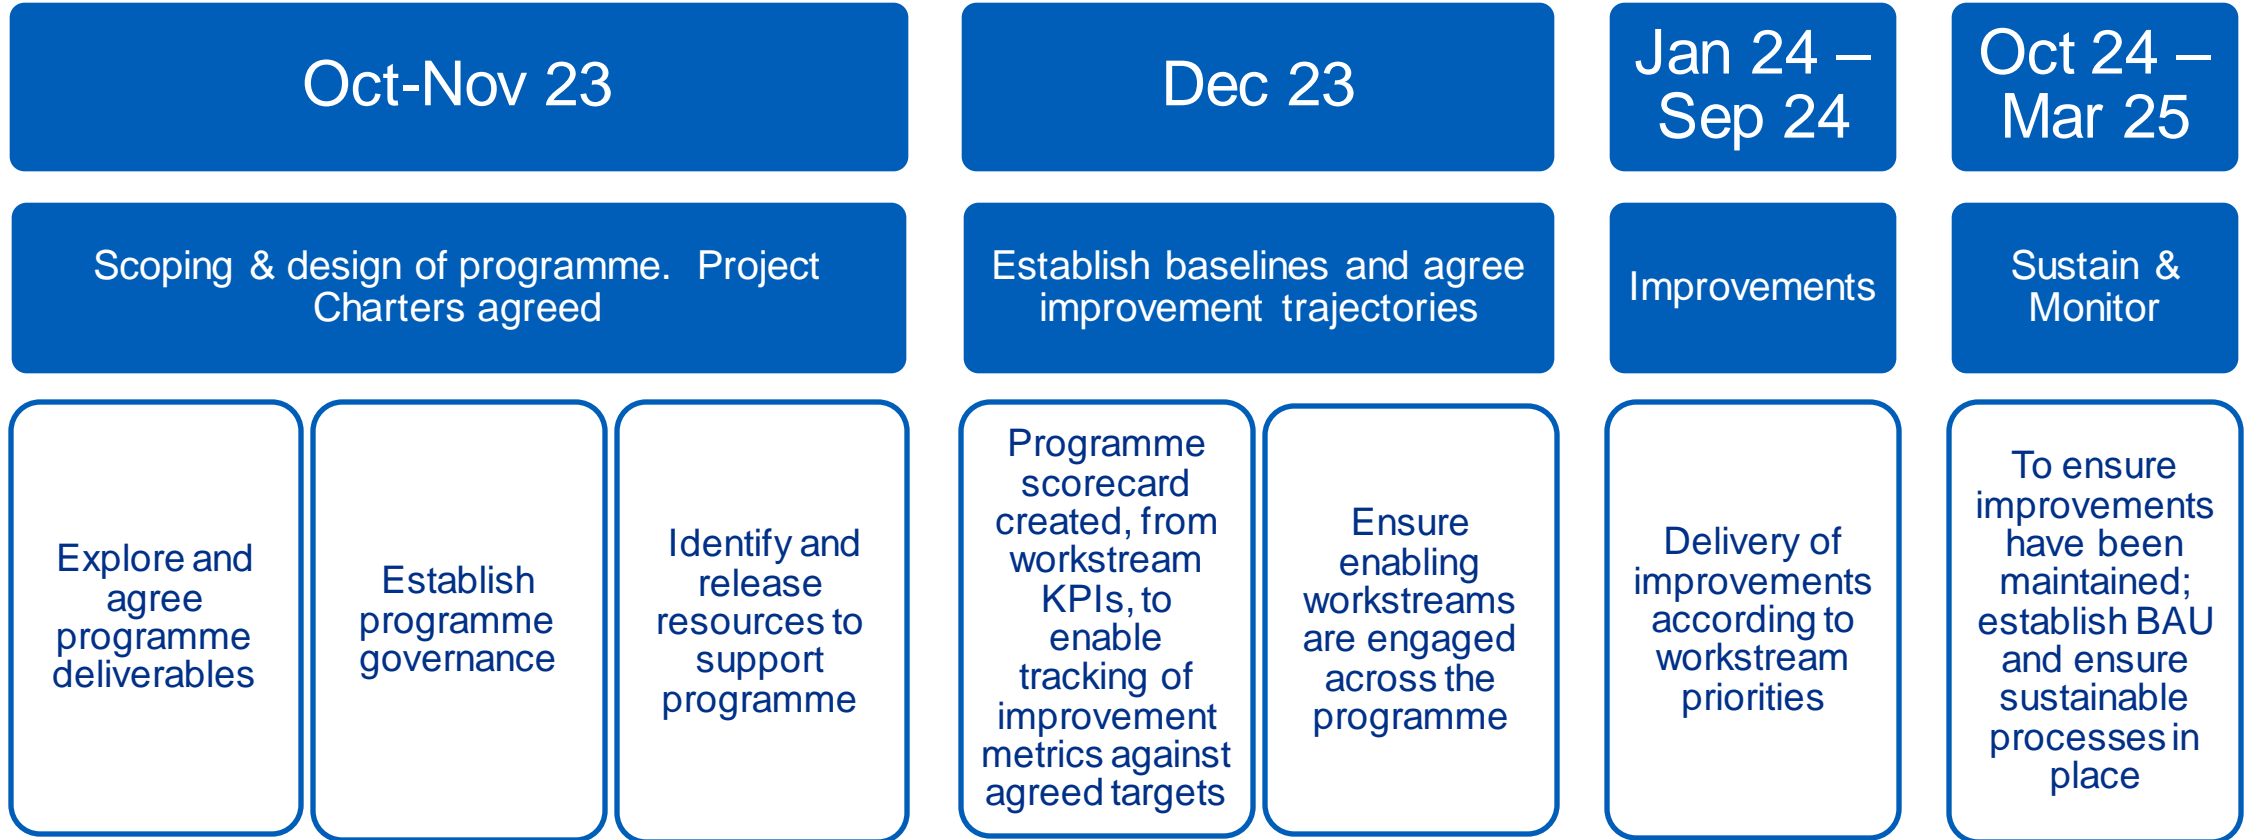 Oct-Nov 23
Dec 23
Jan 24 –
Sep 24
Oct 24 –
Mar 25
Scoping & design of programme. Project
Charters agreed
Establish baselines and agree
improvement trajectories
Improvements
Sustain &
Monitor
Explore and
agree
programme
deliverables
Establish
programme
governance
Identify and
release
resources to
support
programme
Programme
scorecard
created, from
workstream
KPIs, to
enable
tracking of
improvement
metrics against
agreed targets
Ensure
enabling
workstreams
are engaged
across the
programme
Delivery of
improvements
according to
workstream
priorities
To ensure
improvements
have been
maintained;
establish BAU
and ensure
sustainable
processes in
place